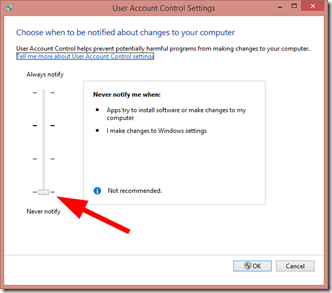 User Account Control Settings
Choose when to be notified about changes to your computer
User Account Control helps prevent potentially harmful programs from making changes to your computer.
Tell me more about User Account Control settings
Always notify
Never notify me when:
Apps try to install software or make changes to my
computer
I make changes to Windows settings
Not recommended.
Never notify
OK
Cancel